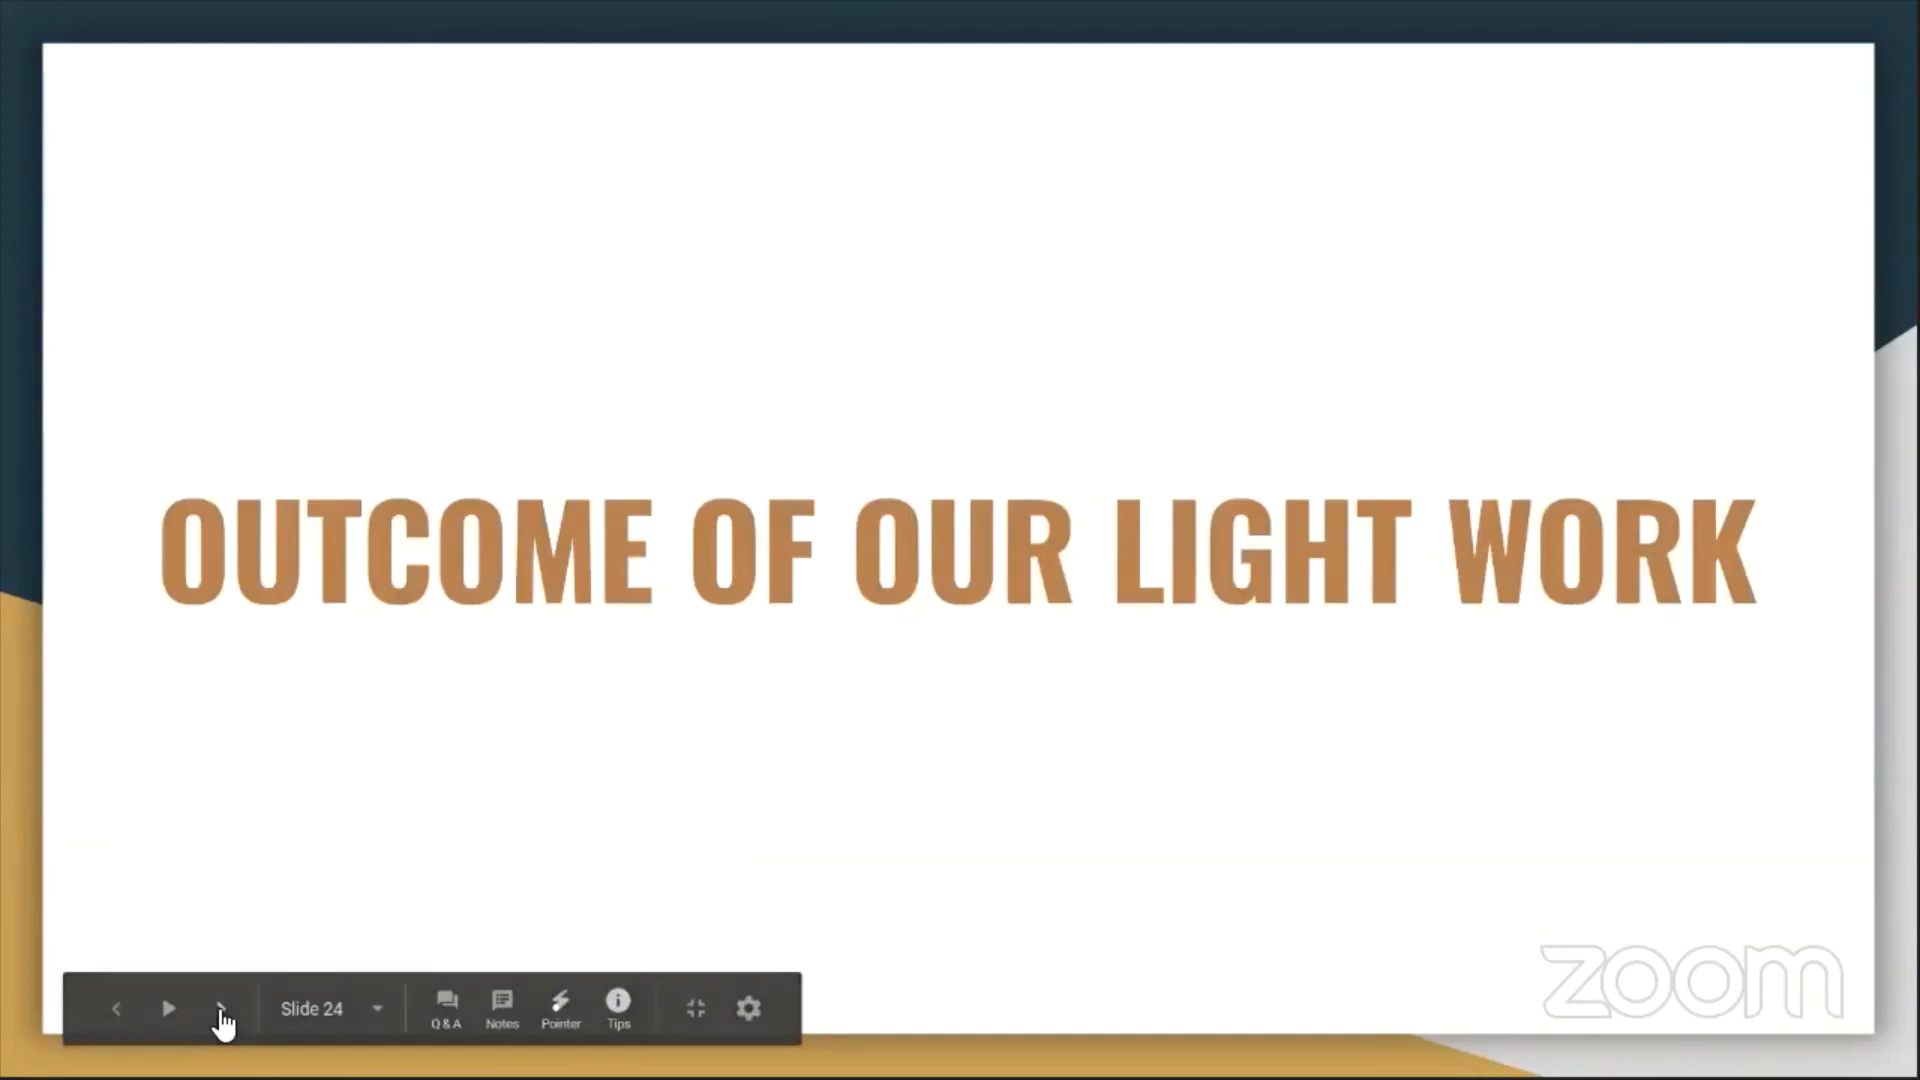 OUTCOME OF OUR LIGHT WORK
zoom
Slide 24
Q & A
Notes
Pointer
Tips